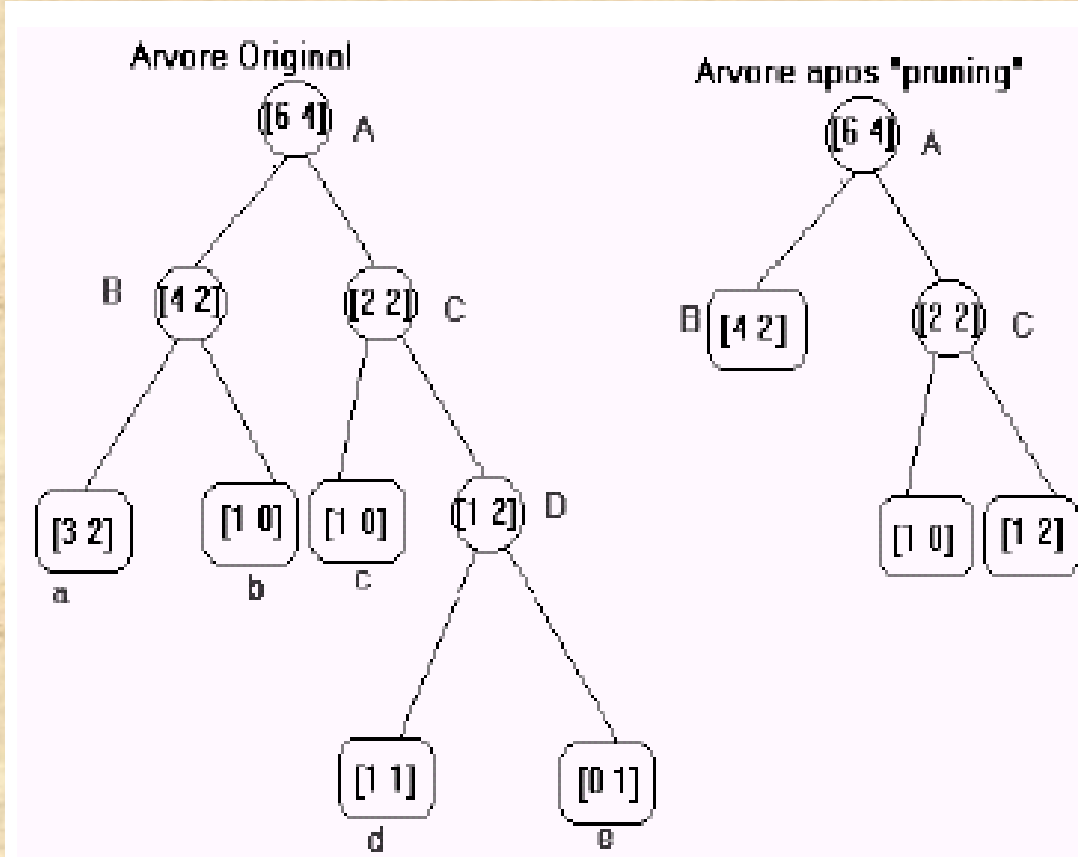 Arvore Original
[6 4] A
B [4 2] [2 2] C
[3 2] [1 0] [1 0] [1 2] D
a b c
[1 1] [0 1]
d e
Arvore apos "pruning"
[6 4] A
B [4 2] [2 2] C
[1 0] [1 2]